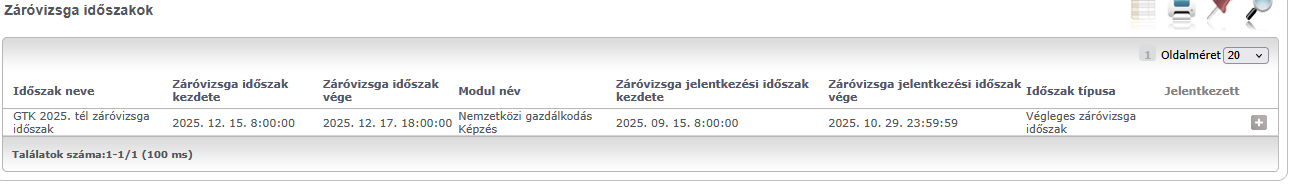 Záróvizsga időszakok
1 Oldalméret 20
Időszak neve Záróvizsga időszak kezdete Záróvizsga időszak vége Modul név Záróvizsga jelentkezési időszak kezdete Záróvizsga jelentkezési időszak vége Időszak típusa Jelentkezett
GTK 2025. tél záróvizsga időszak 2025. 12. 15. 8:00:00 2025. 12. 17. 18:00:00 Nemzetközi gazdálkodás Képzés 2025. 09. 15. 8:00:00 2025. 10. 29. 23:59:59 Végleges záróvizsga időszak
Találatok száma:1-1/1 (100 ms)